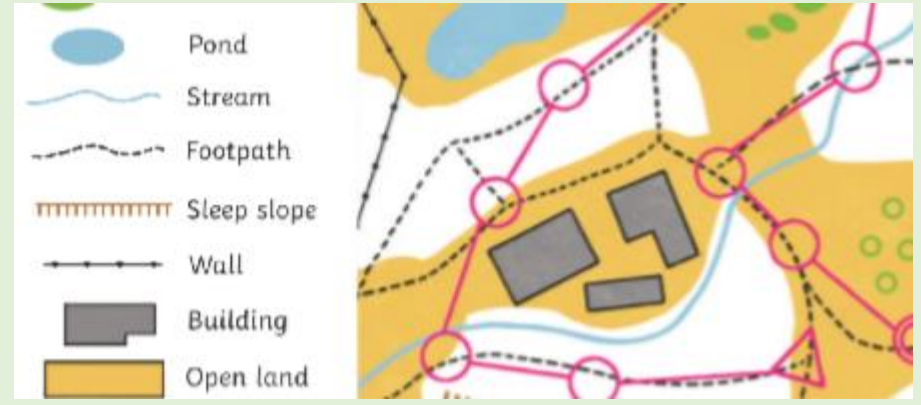 Pond
Stream
Footpath
Sleep slope
Wall
Building
Open land